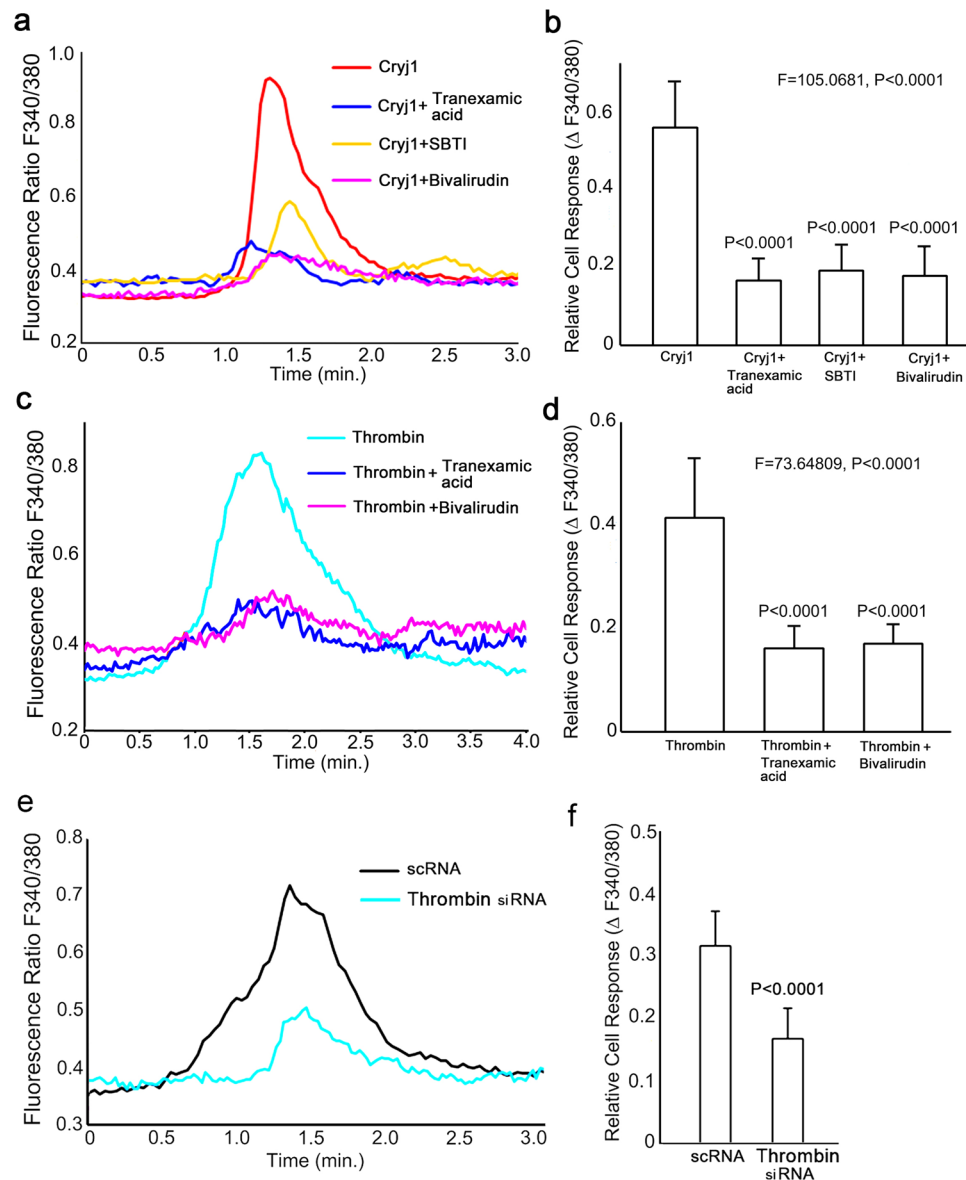 a
Fluorescence Ratio F340/380
1.0
0.8
0.6
0.4
0.2
Cryj1
Cryj1+ Tranexamic
acid
Cryj1+SBTI
Cryj1+Bivalirudin
0 0.5 1.0 1.5 2.0 2.5 3.0
Time (min.)
b
Relative Cell Response (Δ F340/380)
0.6
0.4
0.2
0
F=105.0681, P<0.0001
P<0.0001
P<0.0001
P<0.0001
Cryj1
Cryj1+
Tranexamic
acid
Cryj1+
SBTI
Cryj1+
Bivalirudin
c
Fluorescence Ratio F340/380
0.8
0.6
0.4
0.2
Thrombin
Thrombin + Tranexamic
acid
Thrombin +Bivalirudin
0 0.5 1.0 1.5 2.0 2.5 3.0 3.5 4.0
Time (min.)
d
Relative Cell Response (Δ F340/380)
0.6
0.4
0.2
0
F=73.64809, P<0.0001
P<0.0001
P<0.0001
Thrombin
Thrombin +
Tranexamic
acid
Thrombin +
Bivalirudin
e
Fluorescence Ratio F340/380
0.8
0.7
0.6
0.5
0.4
0.3
scRNA
Thrombin siRNA
0 0.5 1.0 1.5 2.0 2.5 3.0
Time (min.)
f
Relative Cell Response (Δ F340/380)
0.5
0.4
0.3
0.2
0.1
0
P<0.0001
scRNA
Thrombin
siRNA